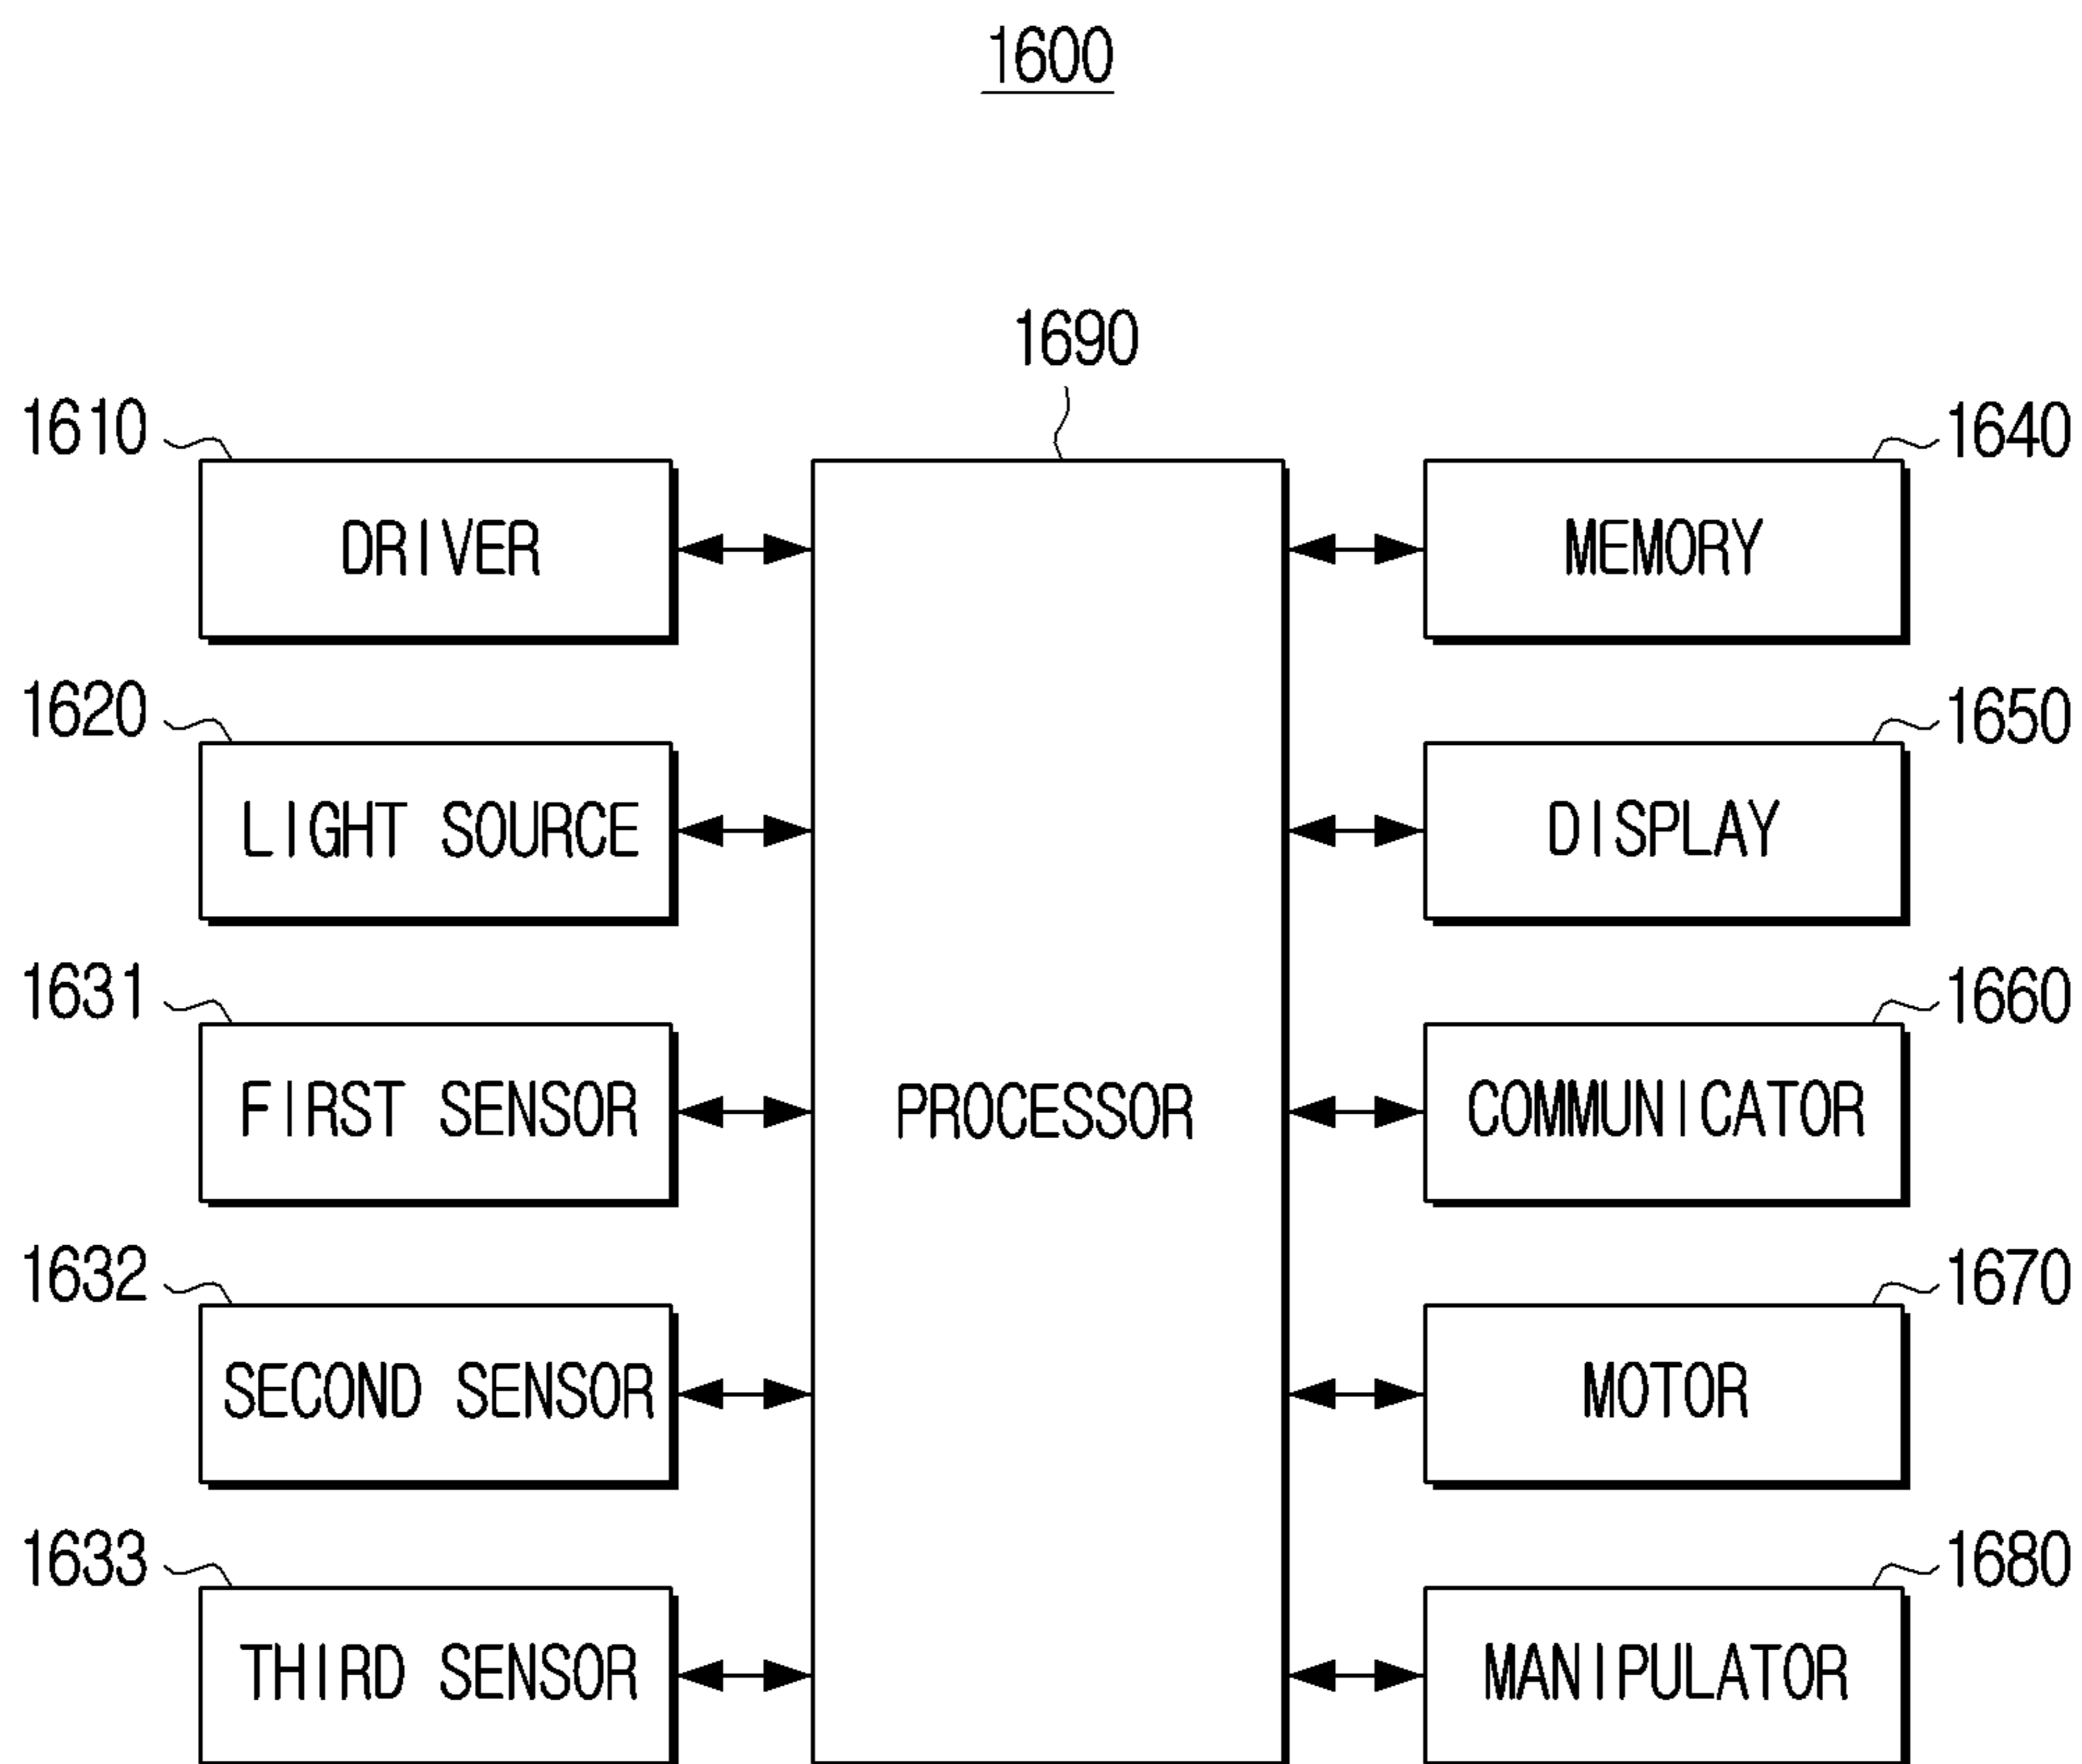 1600
1690
1610
DRIVER
1620
LIGHT SOURCE
1631
FIRST SENSOR
1632
SECOND SENSOR
1633
THIRD SENSOR
PROCESSOR
1640
MEMORY
1650
DISPLAY
1660
COMMUNICATOR
1670
MOTOR
1680
MANIPULATOR